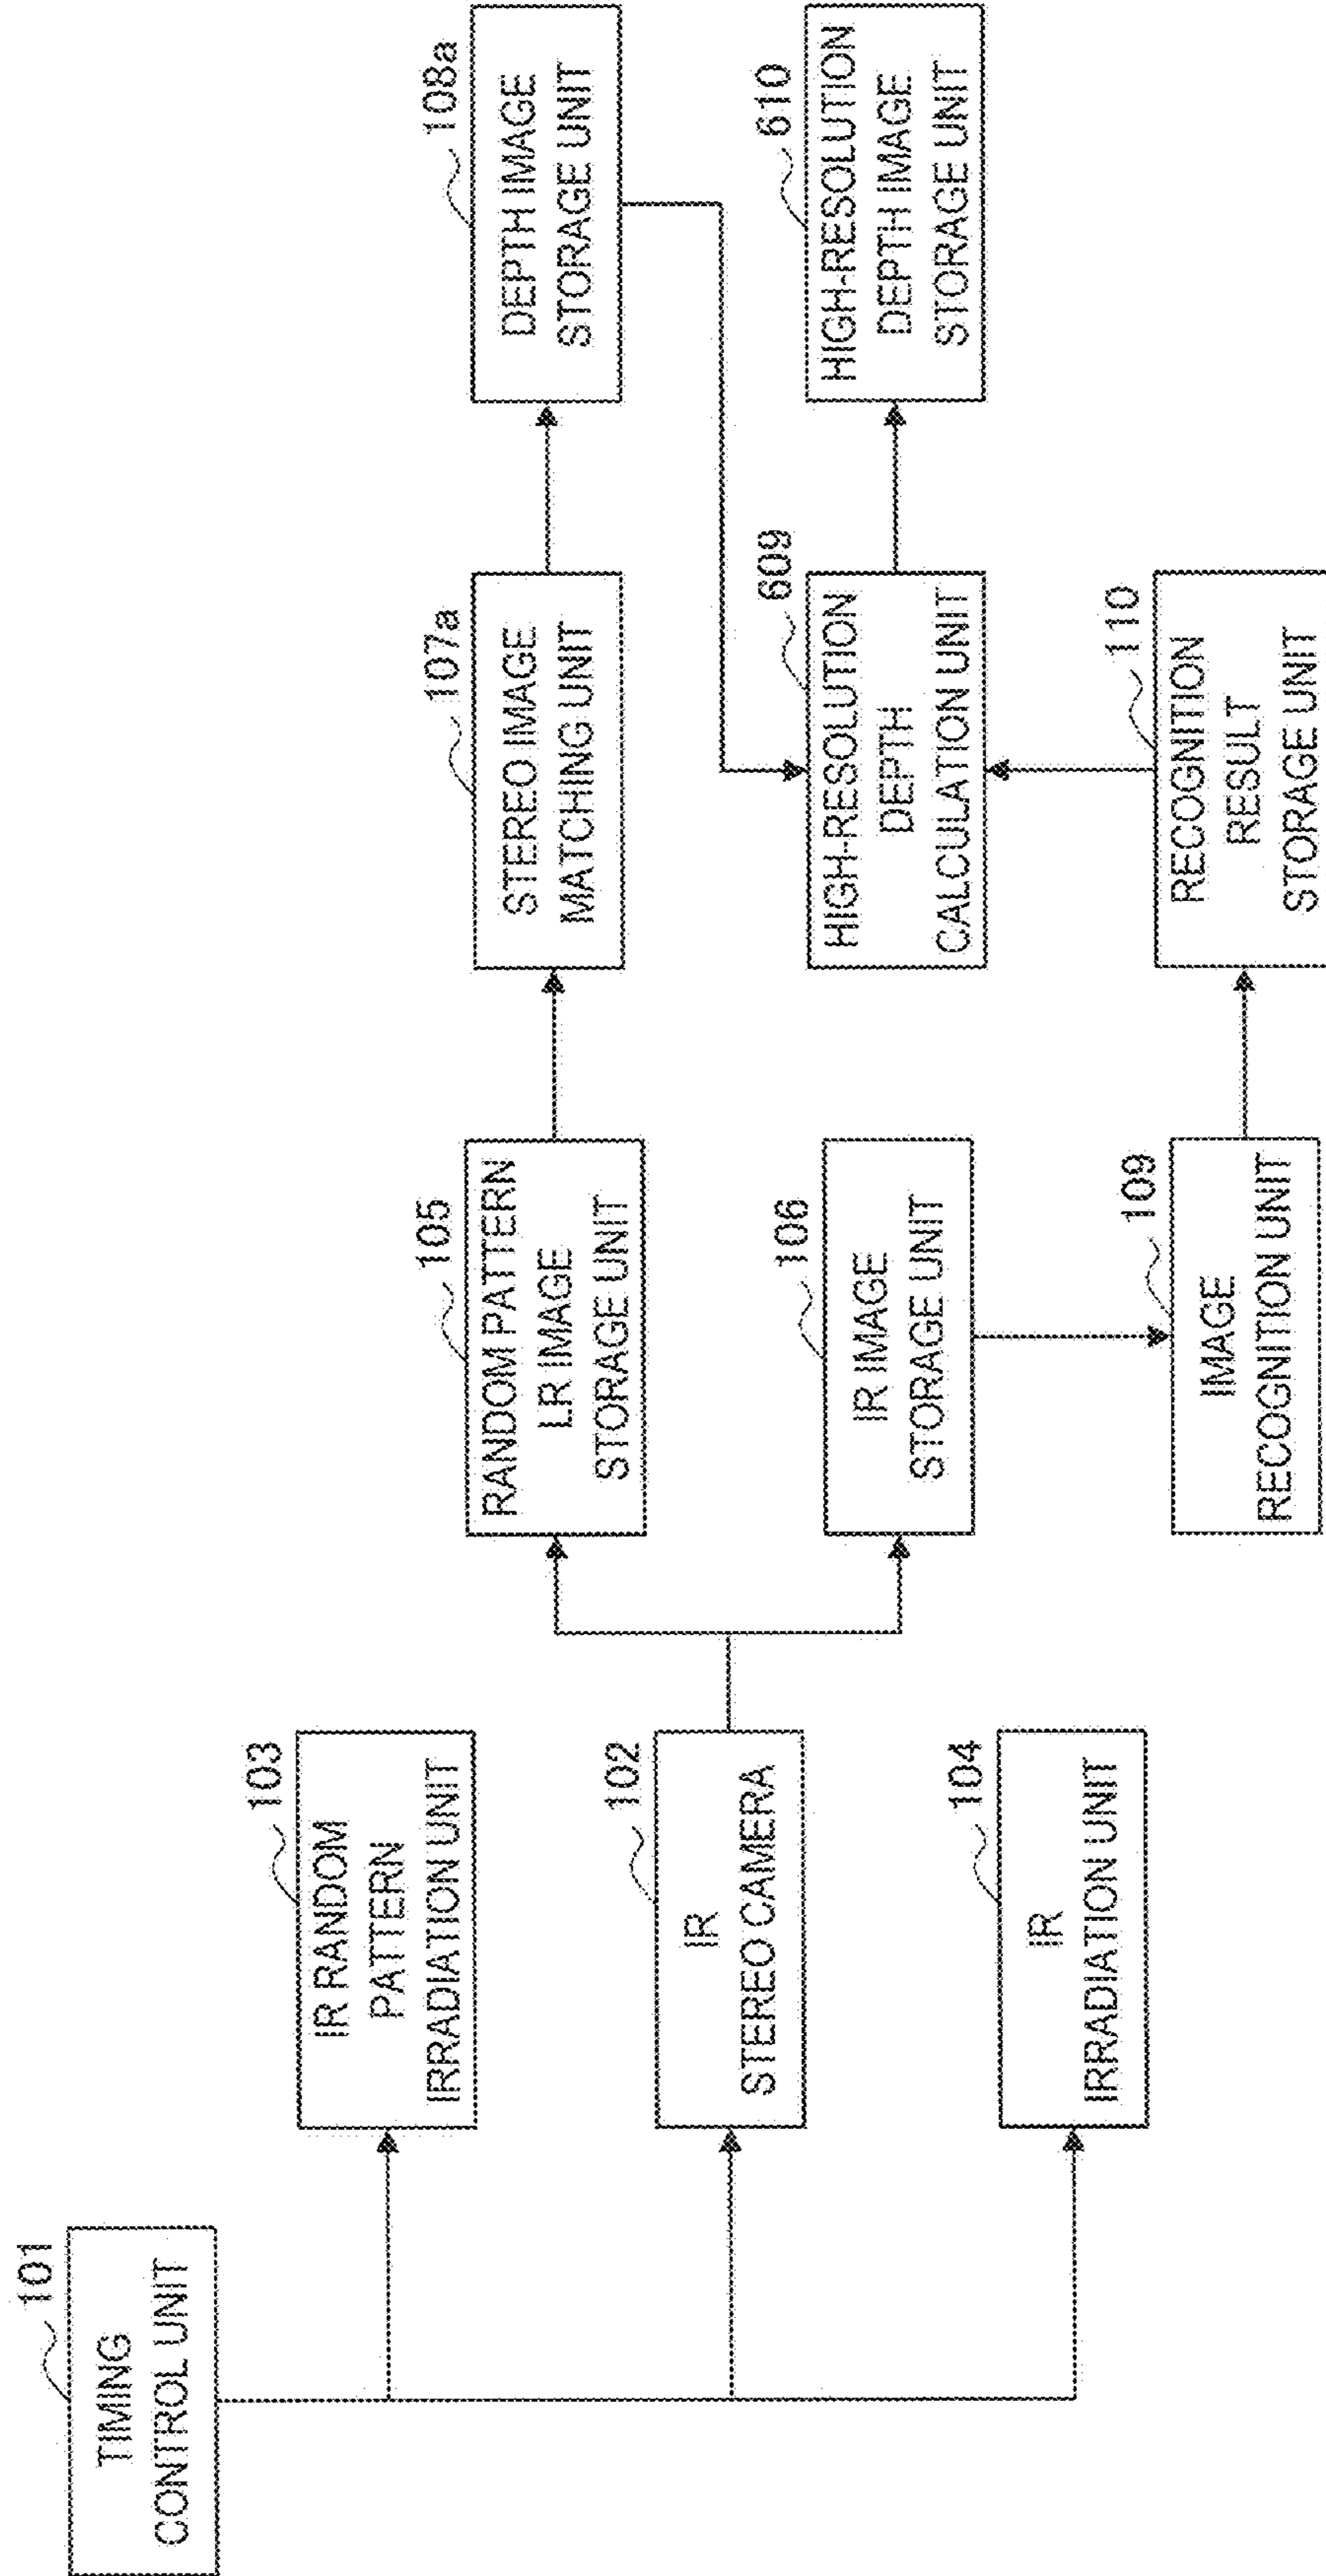 101
TIMING
CONTROL UNIT
103
IR RANDOM
PATTERN
IRRADIATION UNIT
102
IR
STEREO CAMERA
104
IR
IRRADIATION UNIT
105
RANDOM PATTERN
LR IMAGE
STORAGE UNIT
106
IR IMAGE
STORAGE UNIT
109
IMAGE
RECOGNITION UNIT
107a
STEREO IMAGE
MATCHING UNIT
609
HIGH-RESOLUTION
DEPTH
CALCULATION UNIT
110
RECOGNITION
RESULT
STORAGE UNIT
108a
DEPTH IMAGE
STORAGE UNIT
610
HIGH-RESOLUTION
DEPTH IMAGE
STORAGE UNIT